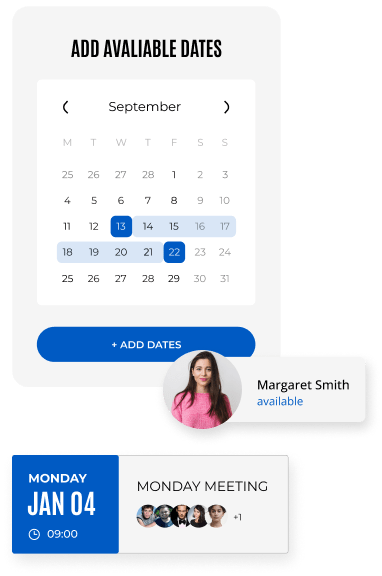 ADD AVALIABLE DATES
September
M T W T F S S
25 26 27 28 1 2 3
4 5 6 7 8 9 10
11 12 13 14 15 16 17
18 19 20 21 22 23 24
25 26 27 28 29 30 31
+ ADD DATES
Margaret Smith
available
MONDAY
JAN 04
09:00
MONDAY MEETING
+1